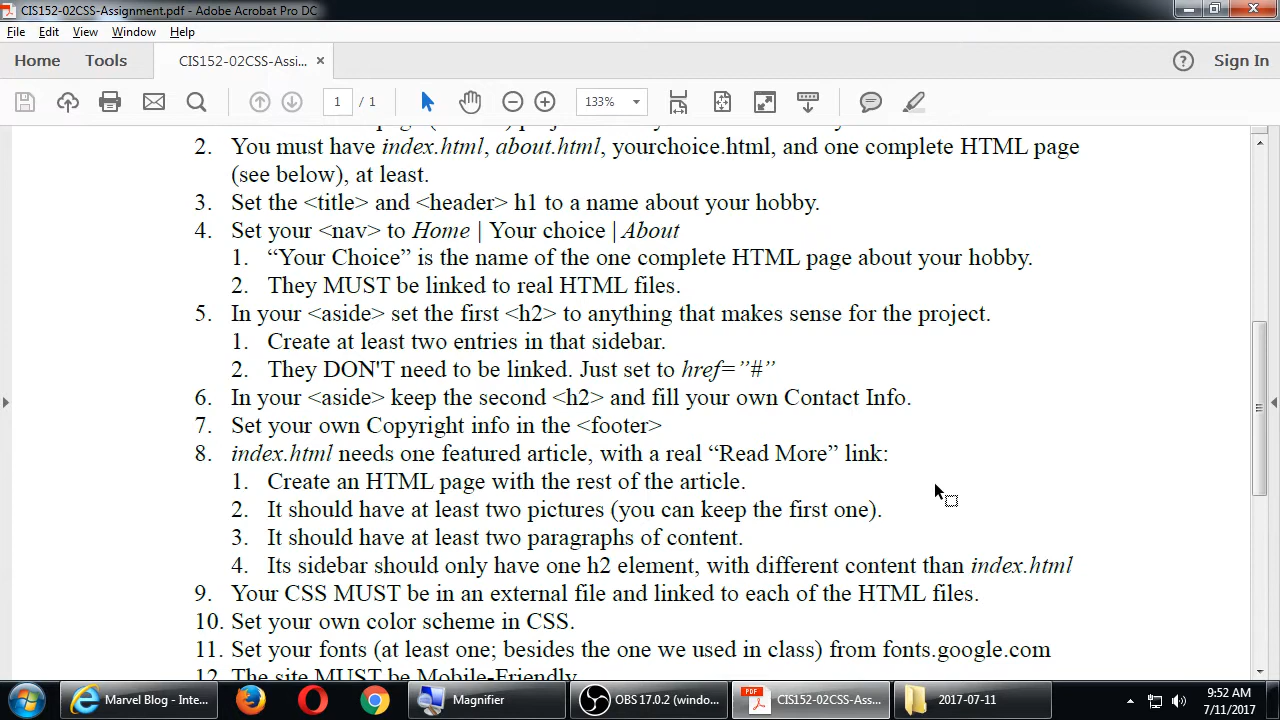 CIS152-02CSS-Assignment.pdf - Adobe Acrobat Pro DC
File Edit View Window Help
Home Tools CIS152-02CSS-Assi... × Sign In
1 / 1 133%
2. You must have index.html, about.html, yourchoice.html, and one complete HTML page
(see below), at least.
3. Set the <title> and <header> h1 to a name about your hobby.
4. Set your <nav> to Home | Your choice | About
1. “Your Choice” is the name of the one complete HTML page about your hobby.
2. They MUST be linked to real HTML files.
5. In your <aside> set the first <h2> to anything that makes sense for the project.
1. Create at least two entries in that sidebar.
2. They DON'T need to be linked. Just set to href=”#”
6. In your <aside> keep the second <h2> and fill your own Contact Info.
7. Set your own Copyright info in the <footer>
8. index.html needs one featured article, with a real “Read More” link:
1. Create an HTML page with the rest of the article.
2. It should have at least two pictures (you can keep the first one).
3. It should have at least two paragraphs of content.
4. Its sidebar should only have one h2 element, with different content than index.html
9. Your CSS MUST be in an external file and linked to each of the HTML files.
10. Set your own color scheme in CSS.
11. Set your fonts (at least one; besides the one we used in class) from fonts.google.com
12. The site MUST be Mobile-Friendly
Marvel Blog - Inte... Magnifier OBS 17.0.2 (windo... CIS152-02CSS-Ass... 2017-07-11 9:52 AM
7/11/2017